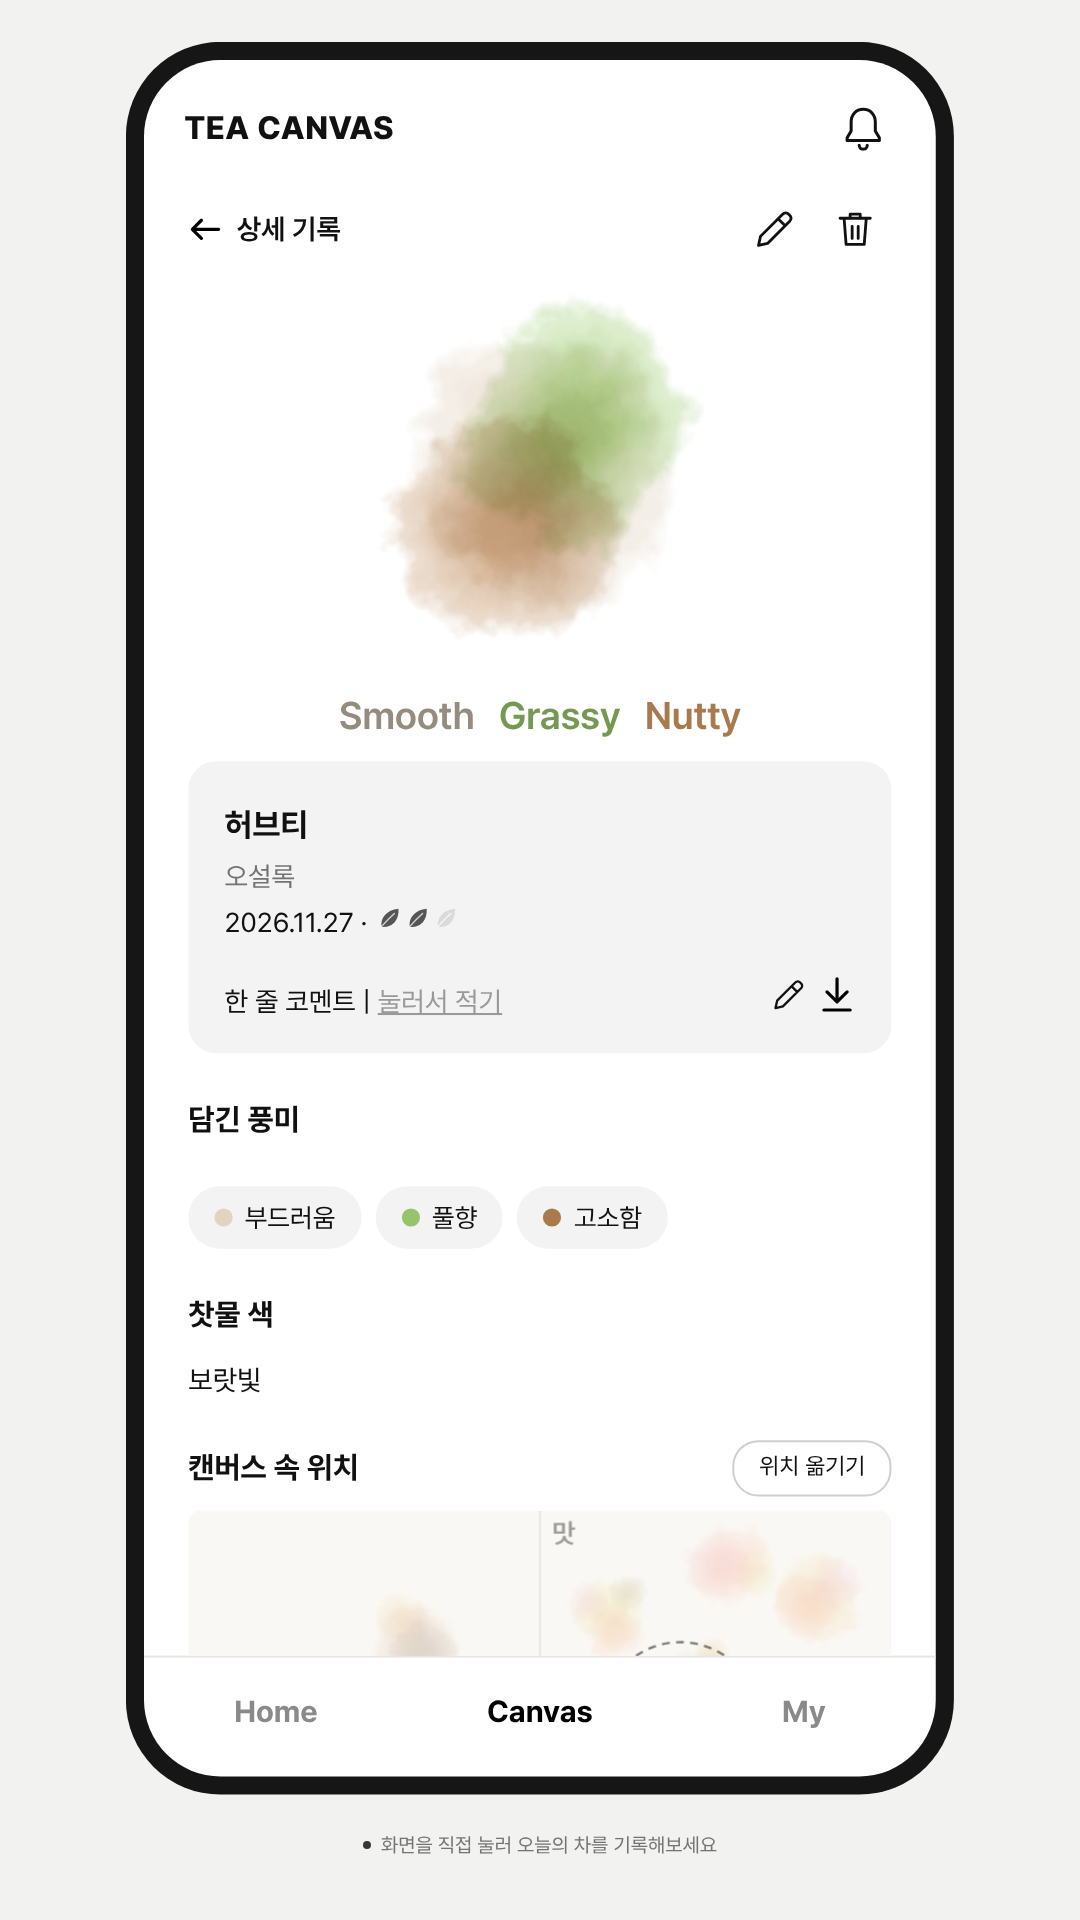 TEA CANVAS
상세 기록
Smooth Grassy Nutty
허브티
오설록
2026.11.27 ·
한 줄 코멘트 | 눌러서 적기
담긴 풍미
부드러움 풀향 고소함
찻물 색
보랏빛
캔버스 속 위치 위치 옮기기
맛
Home Canvas My
화면을 직접 눌러 오늘의 차를 기록해보세요